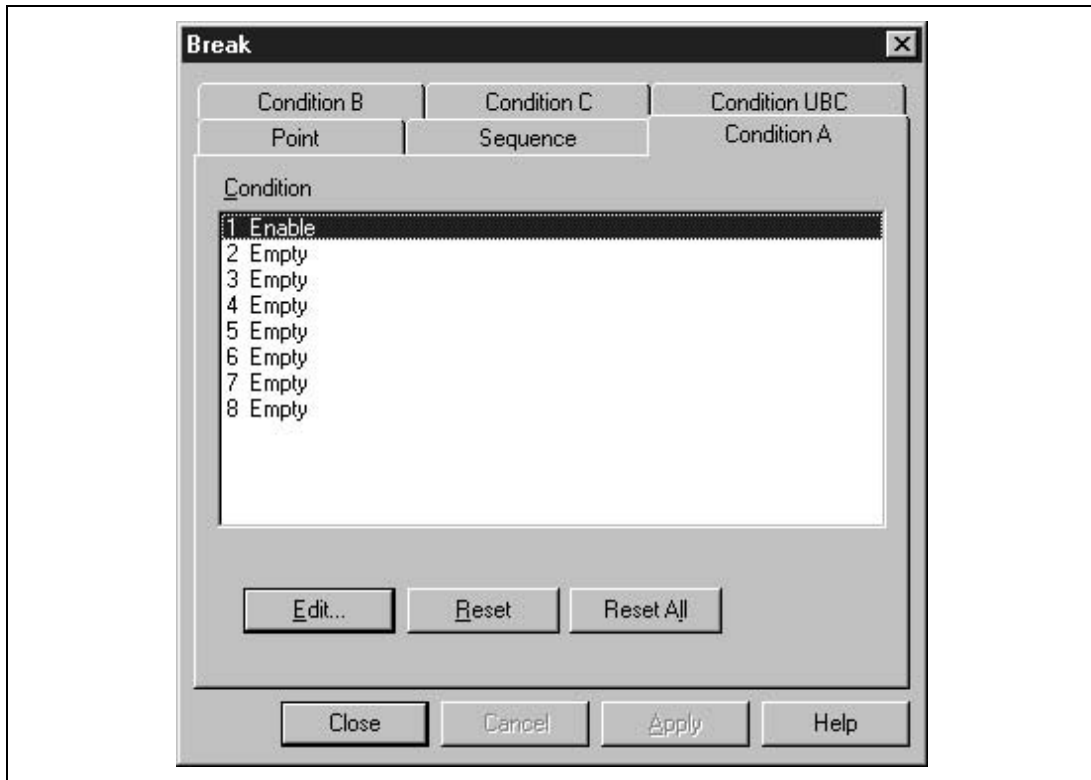 Break
Condition B Condition C Condition UBC
Point Sequence Condition A
Condition
1 Enable
2 Empty
3 Empty
4 Empty
5 Empty
6 Empty
7 Empty
8 Empty
Edit... Reset Reset All
Close Cancel Apply Help